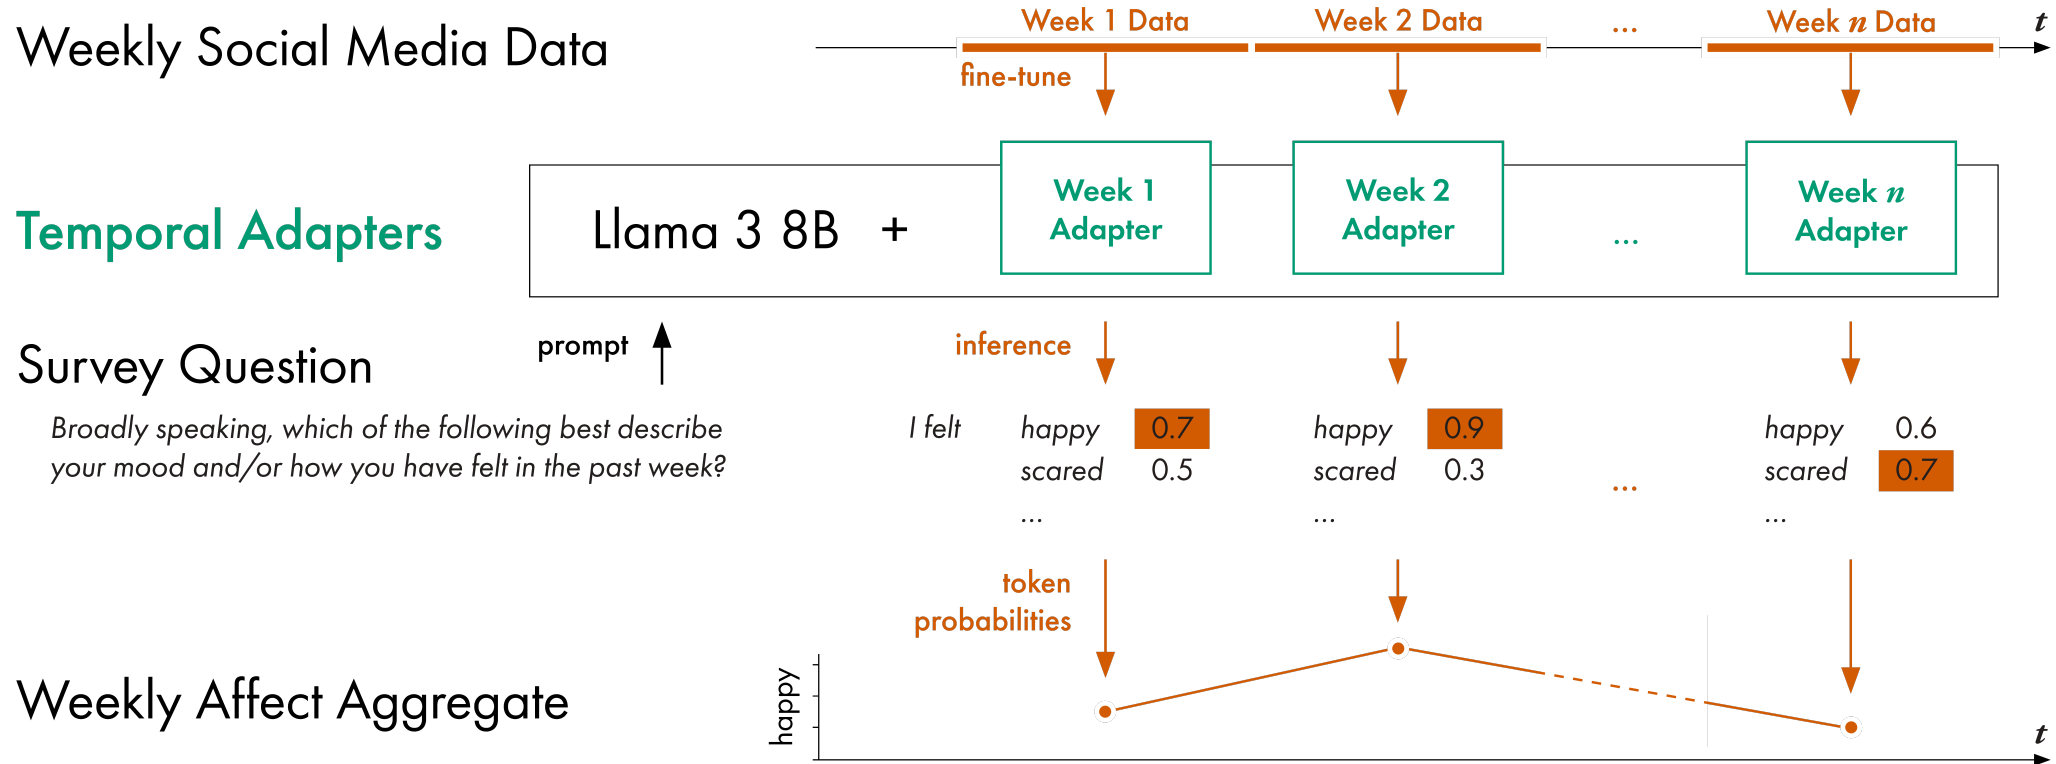 Weekly Social Media Data
Week 1 Data
Week 2 Data
...
Week n Data
t
fine-tune
Temporal Adapters
Llama 3 8B +
Week 1
Adapter
Week 2
Adapter
...
Week n
Adapter
prompt
inference
Survey Question
Broadly speaking, which of the following best describe
your mood and/or how you have felt in the past week?
I felt
happy 0.7
scared 0.5
...
happy 0.9
scared 0.3
...
...
happy 0.6
scared 0.7
...
token
probabilities
Weekly Affect Aggregate
happy
t